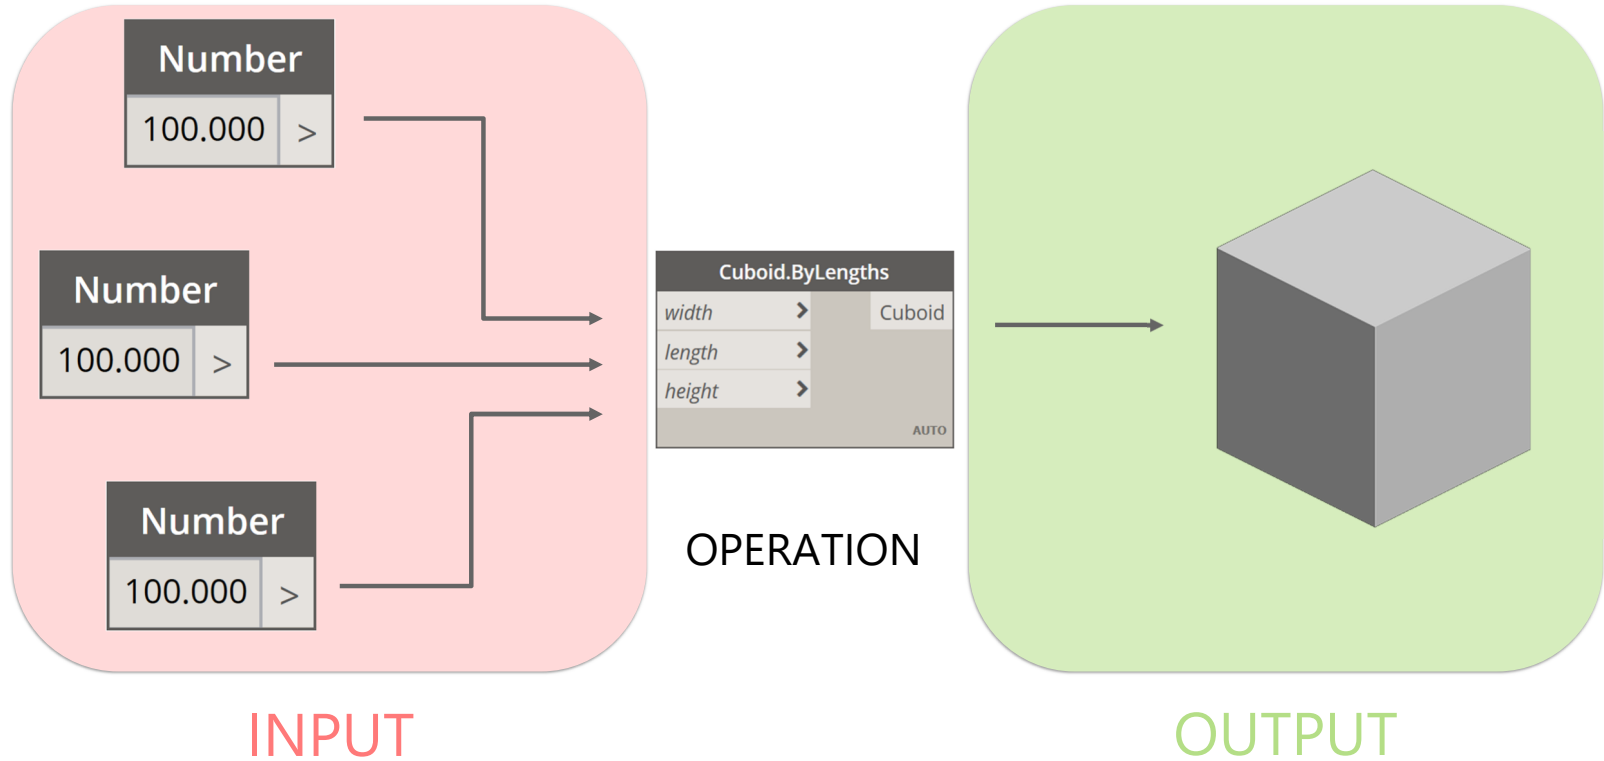 Number
100.000 >
Number
100.000 >
Number
100.000 >
Cuboid.ByLengths
width > Cuboid
length >
height >
AUTO
OPERATION
INPUT
OUTPUT